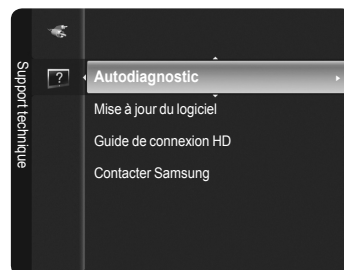 Support technique
?
Autodiagnostic
Mise à jour du logiciel
Guide de connexion HD
Contacter Samsung